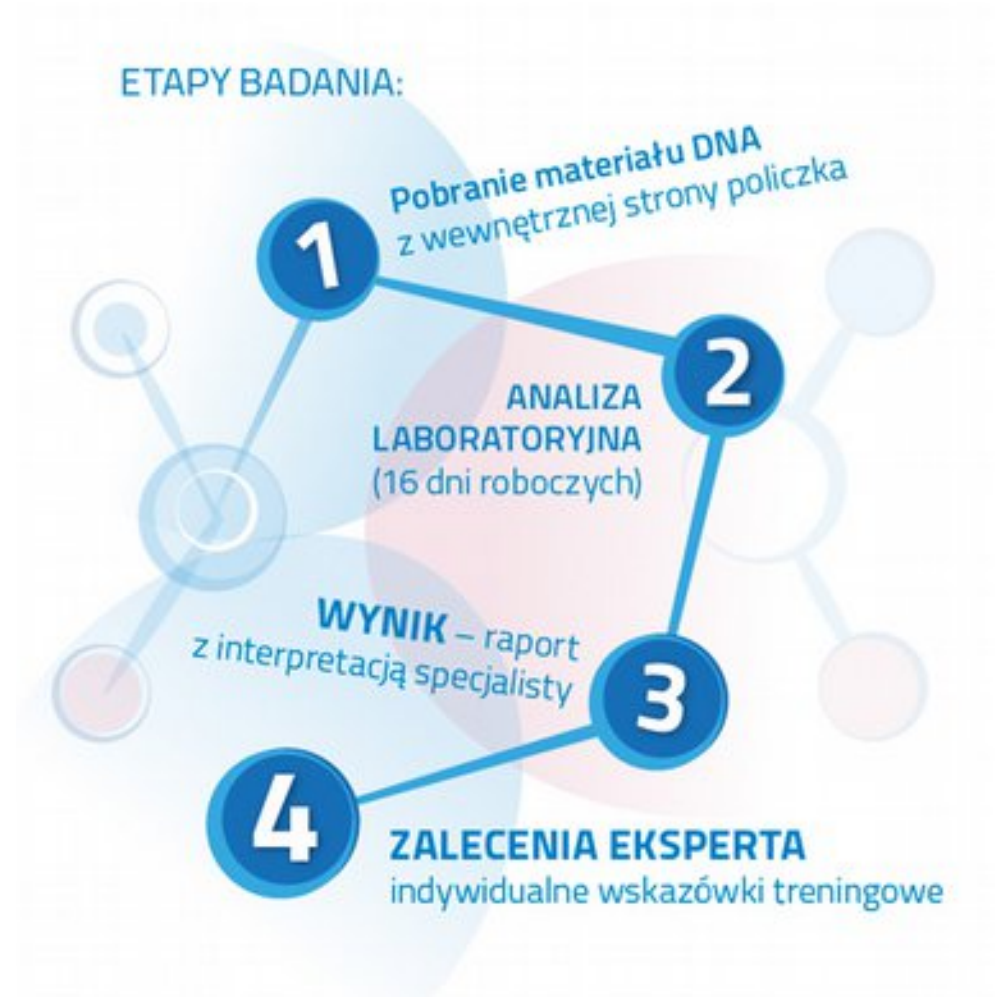 ETAPY BADANIA:
1
Pobranie materiału DNA
z wewnętrznej strony policzka
2
ANALIZA
LABORATORYJNA
(16 dni roboczych)
3
WYNIK – raport
z interpretacją specjalisty
4
ZALECENIA EKSPERTA
indywidualne wskazówki treningowe